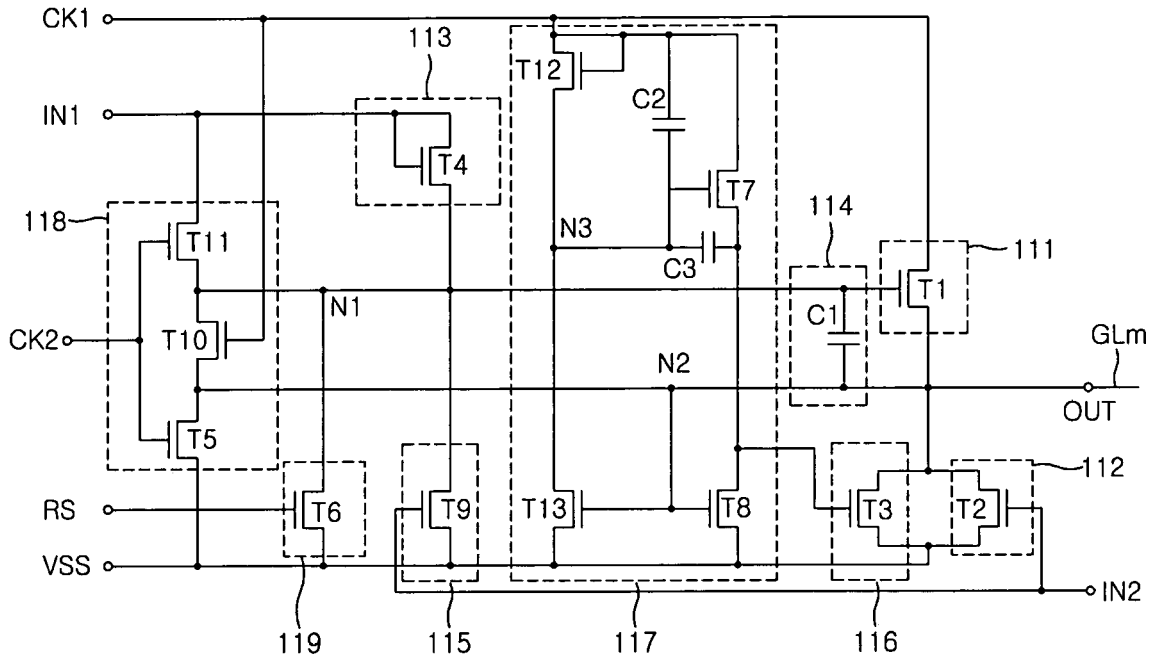 CK1
113
T12
C2
IN1
T4
T7
118
114
T11
N3
111
C3
T1
N1
C1
CK2
T10
GLm
N2
OUT
T5
112
RS
T6
T9
T13
T8
T3
T2
VSS
IN2
119
115
117
116